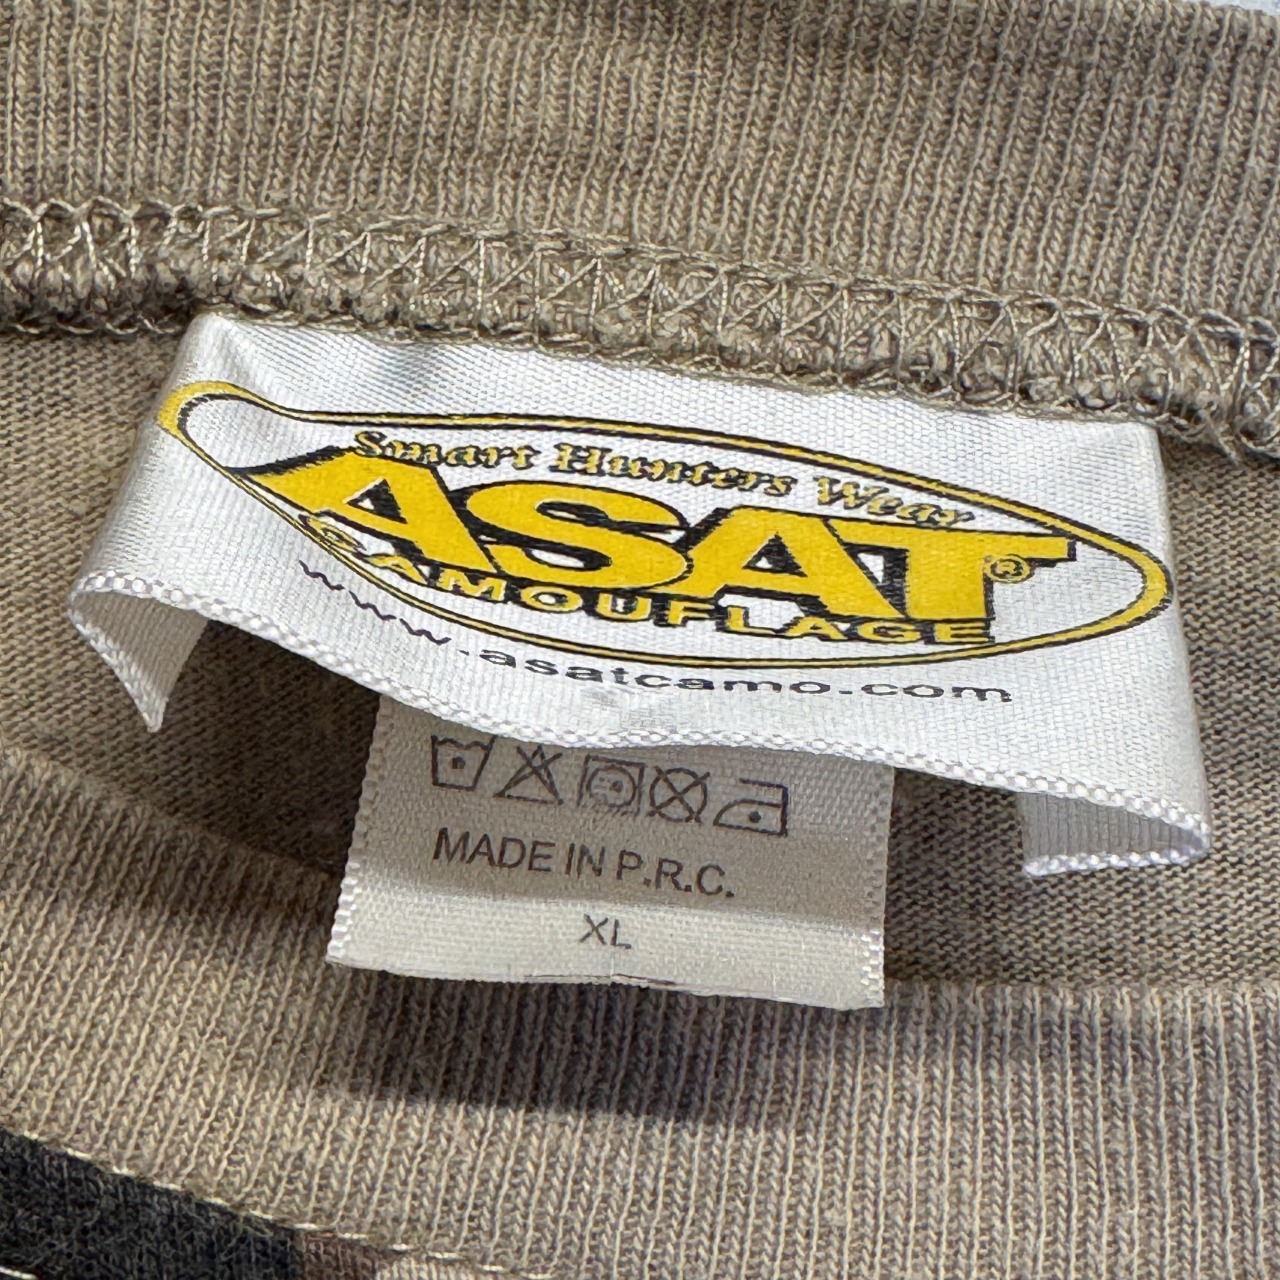 Smart Hunters Wear
ASAT®
CAMOUFLAGE
www.asatcamo.com
MADE IN P.R.C.
XL